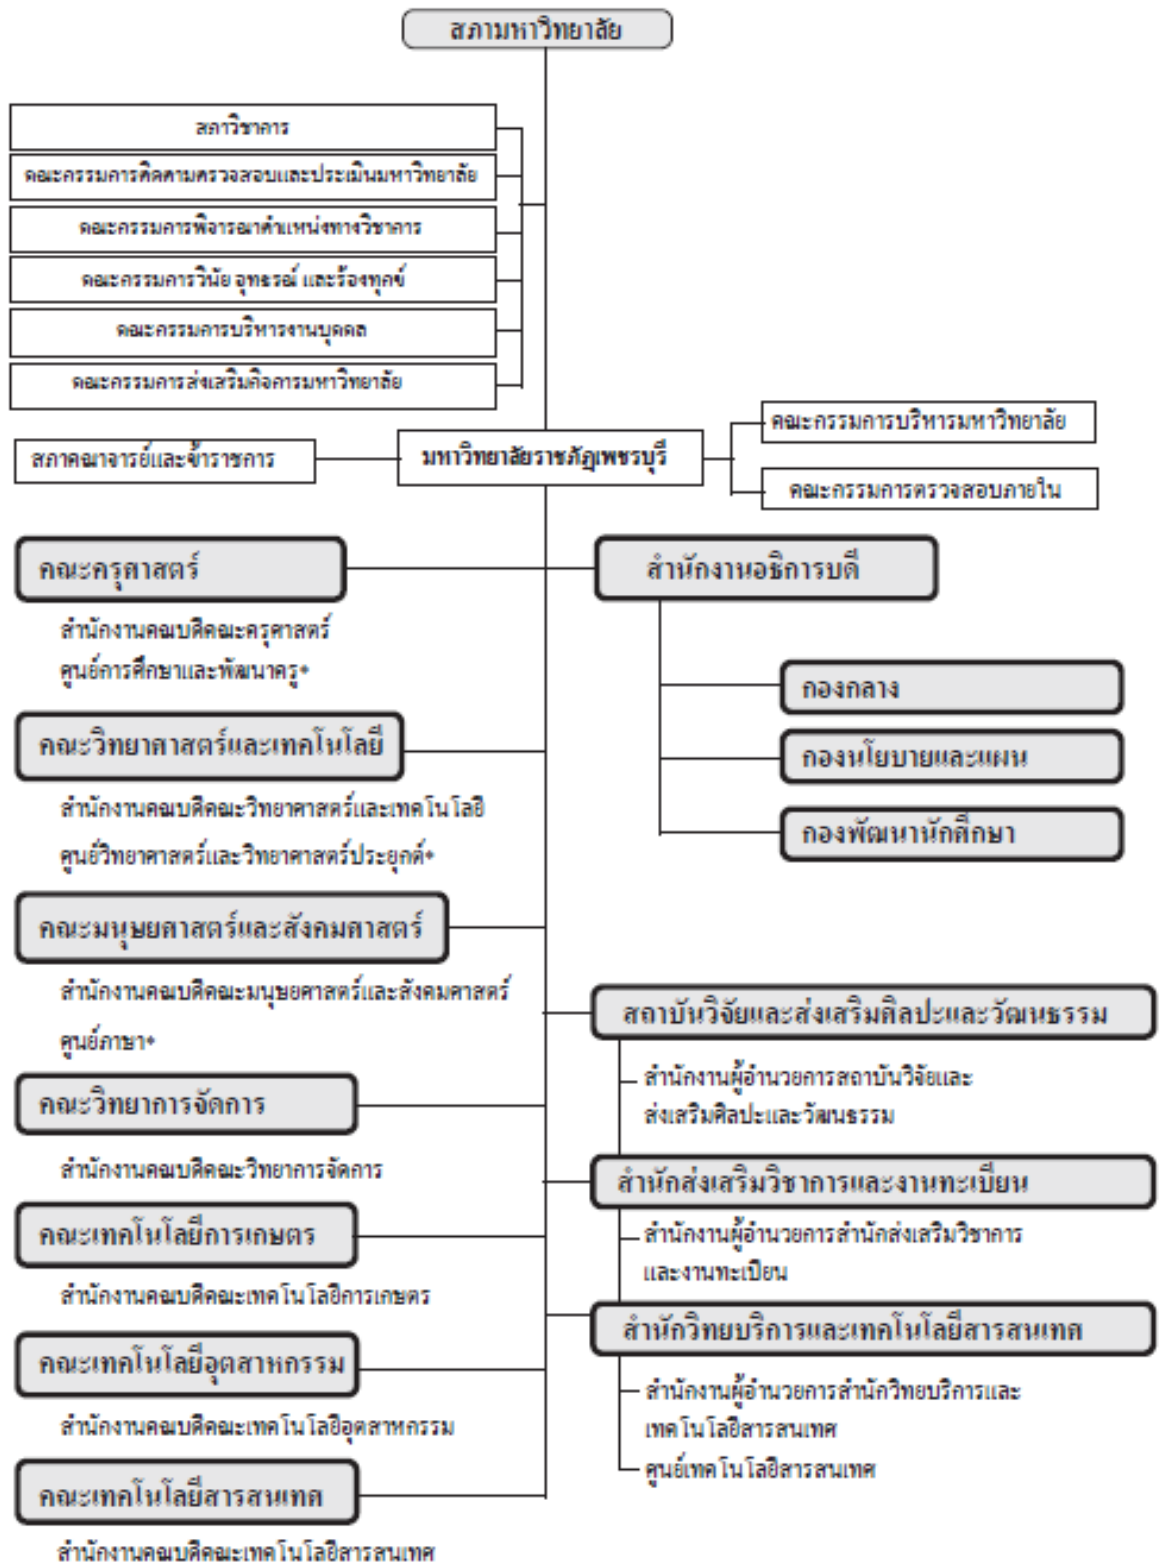 สภามหาวิทยาลัย
สภาวิชาการ
คณะกรรมการติดตามตรวจสอบและประเมินมหาวิทยาลัย
คณะกรรมการพิจารณาตำแหน่งทางวิชาการ
คณะกรรมการวินัย อุทธรณ์ และร้องทุกข์
คณะกรรมการบริหารงานบุคคล
คณะกรรมการส่งเสริมกิจการมหาวิทยาลัย
คณะกรรมการบริหารมหาวิทยาลัย
สภาคณาจารย์และข้าราชการ
มหาวิทยาลัยราชภัฏเพชรบุรี
คณะกรรมการตรวจสอบภายใน
คณะครุศาสตร์
สำนักงานคณบดีคณะครุศาสตร์
ศูนย์การศึกษาและพัฒนาครู*
คณะวิทยาศาสตร์และเทคโนโลยี
สำนักงานคณบดีคณะวิทยาศาสตร์และเทคโนโลยี
ศูนย์วิทยาศาสตร์และวิทยาศาสตร์ประยุกต์*
คณะมนุษยศาสตร์และสังคมศาสตร์
สำนักงานคณบดีคณะมนุษยศาสตร์และสังคมศาสตร์
ศูนย์ภาษา*
คณะวิทยาการจัดการ
สำนักงานคณบดีคณะวิทยาการจัดการ
คณะเทคโนโลยีการเกษตร
สำนักงานคณบดีคณะเทคโนโลยีการเกษตร
คณะเทคโนโลยีอุตสาหกรรม
สำนักงานคณบดีคณะเทคโนโลยีอุตสาหกรรม
คณะเทคโนโลยีสารสนเทศ
สำนักงานคณบดีคณะเทคโนโลยีสารสนเทศ
สำนักงานอธิการบดี
กองกลาง
กองนโยบายและแผน
กองพัฒนานักศึกษา
สถาบันวิจัยและส่งเสริมศิลปะและวัฒนธรรม
สำนักงานผู้อำนวยการสถาบันวิจัยและ
ส่งเสริมศิลปะและวัฒนธรรม
สำนักส่งเสริมวิชาการและงานทะเบียน
สำนักงานผู้อำนวยการสำนักส่งเสริมวิชาการ
และงานทะเบียน
สำนักวิทยบริการและเทคโนโลยีสารสนเทศ
สำนักงานผู้อำนวยการสำนักวิทยบริการและ
เทคโนโลยีสารสนเทศ
ศูนย์เทคโนโลยีสารสนเทศ